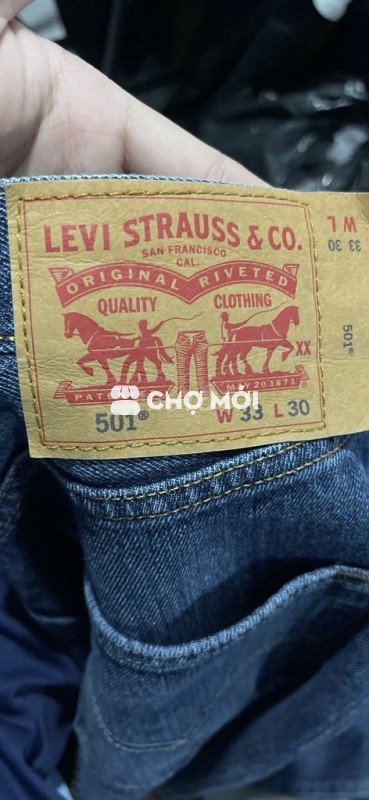 LEVI STRAUSS & CO.
SAN FRANCISCO
CAL.
ORIGINAL RIVETED
QUALITY CLOTHING
XX
MAY 20 1873
CHỢ MỌI
501® W 33 L 30
W L
33 30
501®